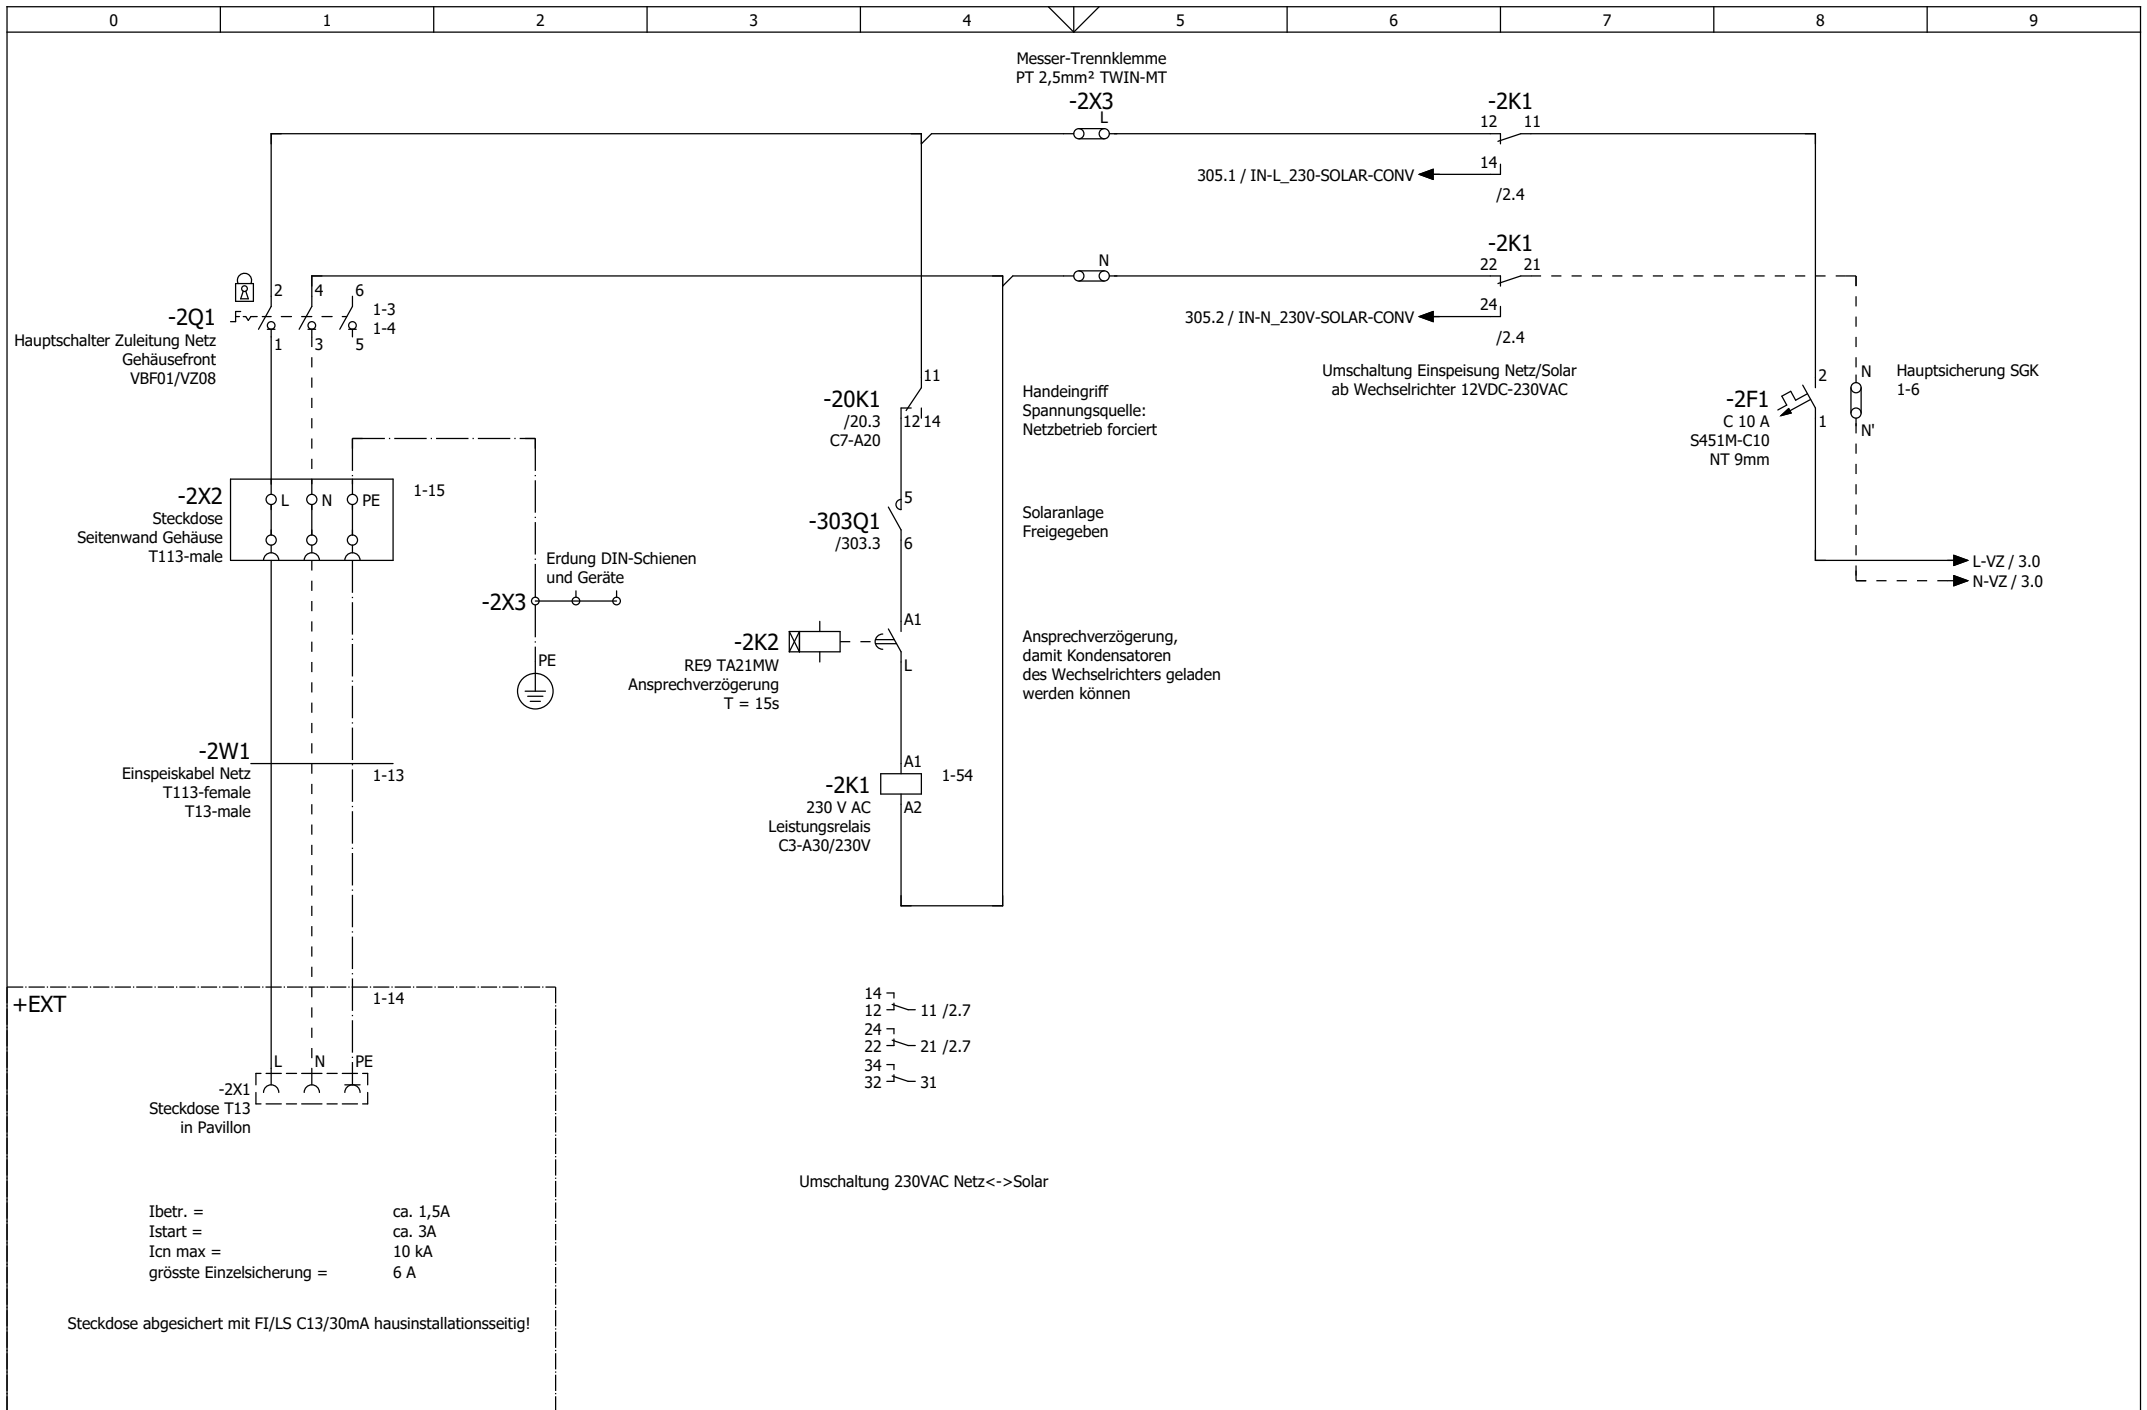 0 1 2 3 4 5 6 7 8 9
Messer-Trennklemme
PT 2,5mm² TWIN-MT
-2X3
L
-2K1
12 11
14
305.1 / IN-L_230-SOLAR-CONV
/2.4
N
-2K1
22 21
24
305.2 / IN-N_230V-SOLAR-CONV
/2.4
Umschaltung Einspeisung Netz/Solar
ab Wechselrichter 12VDC-230VAC
2 4 6
-2Q1
1-3
1-4
Hauptschalter Zuleitung Netz
Gehäusefront
VBF01/VZ08
1 3 5
11
-20K1
/20.3
C7-A20
12 14
Handeingriff
Spannungsquelle:
Netzbetrieb forciert
2
-2F1
C 10 A
S451M-C10
NT 9mm
1
N
N'
Hauptsicherung SGK
1-6
-2X2
Steckdose
Seitenwand Gehäuse
T113-male
L N PE
1-15
5
-303Q1
/303.3
6
Solaranlage
Freigegeben
Erdung DIN-Schienen
und Geräte
-2X3
PE
L-VZ / 3.0
N-VZ / 3.0
A1
-2K2
RE9 TA21MW
Ansprechverzögerung
T = 15s
L
Ansprechverzögerung,
damit Kondensatoren
des Wechselrichters geladen
werden können
-2W1
Einspeiskabel Netz
T113-female
T13-male
1-13
A1
-2K1
230 V AC
Leistungsrelais
C3-A30/230V
A2
1-54
+EXT
1-14
L N PE
-2X1
Steckdose T13
in Pavillon
14
12 11 /2.7
24
22 21 /2.7
34
32 31
Umschaltung 230VAC Netz<->Solar
Ibetr. = ca. 1,5A
Istart = ca. 3A
Icn max = 10 kA
grösste Einzelsicherung = 6 A
Steckdose abgesichert mit FI/LS C13/30mA hausinstallationsseitig!